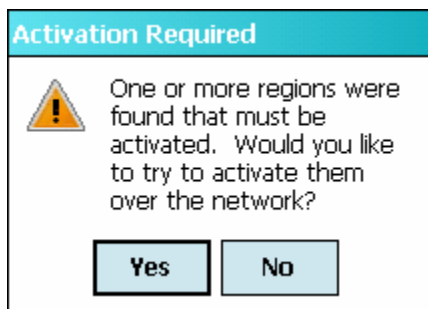 Activation Required
One or more regions were
found that must be
activated.  Would you like
to try to activate them
over the network?
Yes No